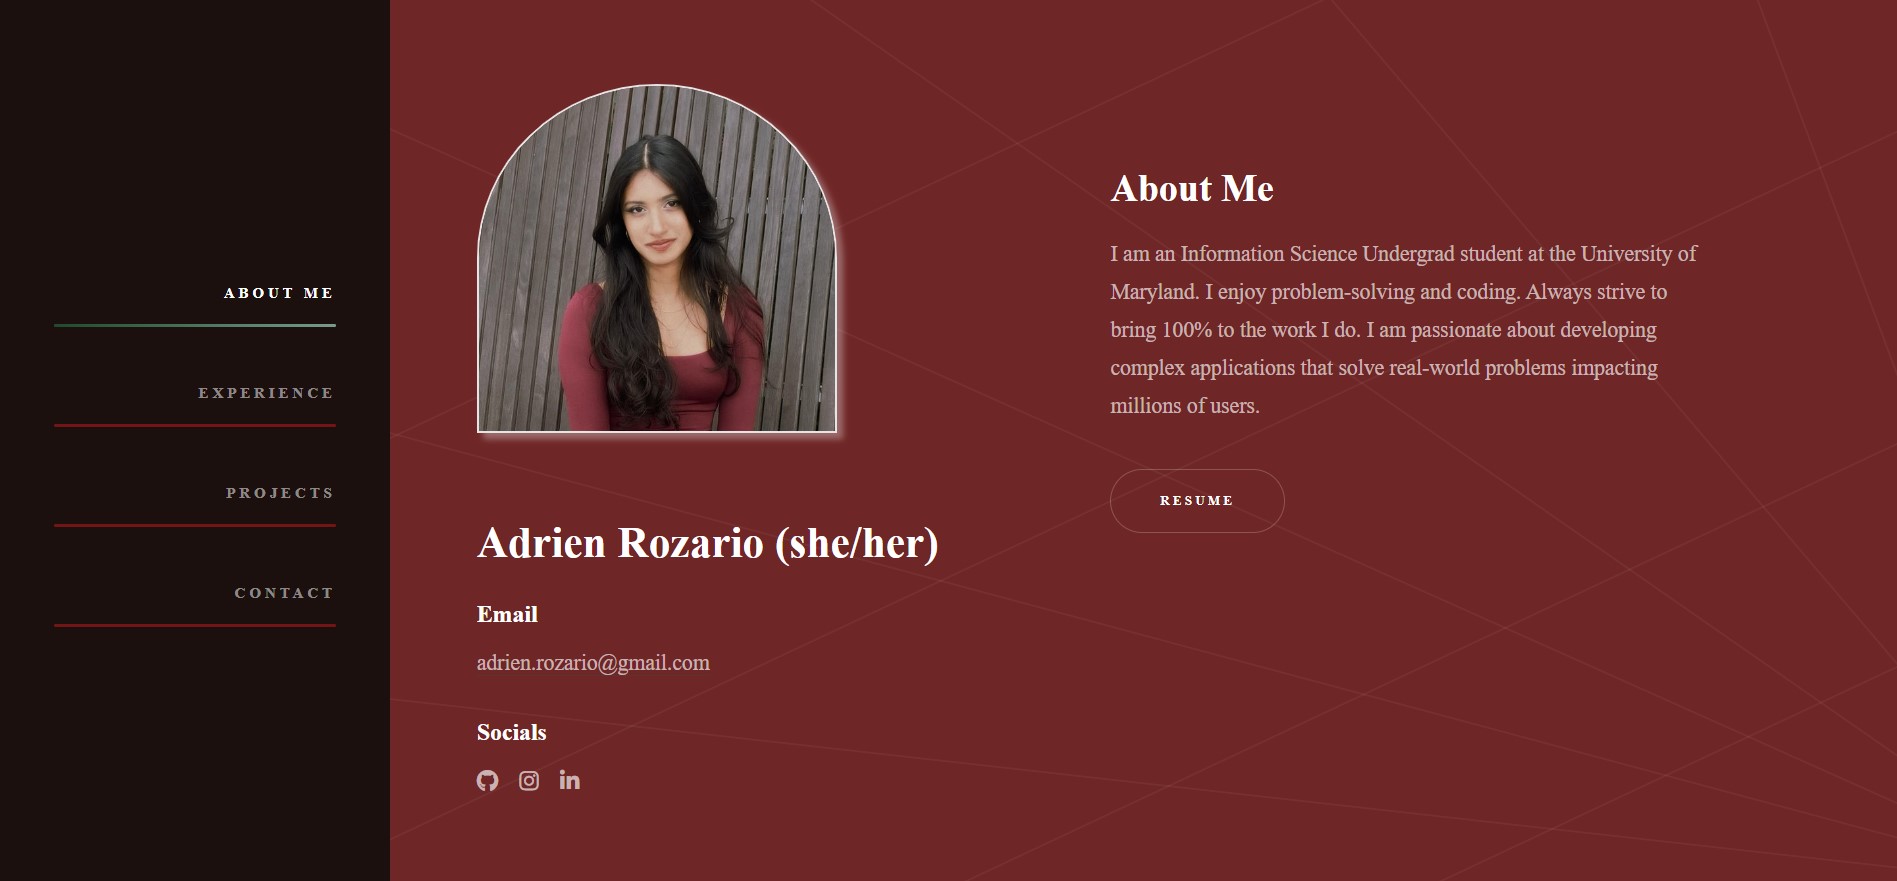 ABOUT ME
EXPERIENCE
PROJECTS
CONTACT
Adrien Rozario (she/her)
Email
adrien.rozario@gmail.com
Socials
About Me
I am an Information Science Undergrad student at the University of
Maryland. I enjoy problem-solving and coding. Always strive to
bring 100% to the work I do. I am passionate about developing
complex applications that solve real-world problems impacting
millions of users.
RESUME